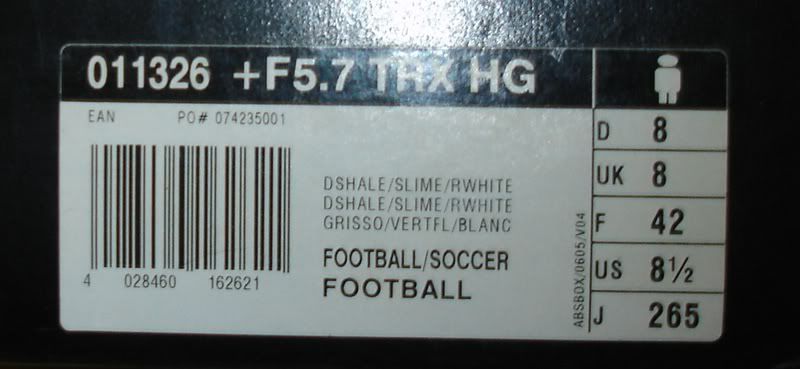 011326 +F5.7 TRX HG
EAN PO# 074235001
DSHALE/SLIME/RWHITE
DSHALE/SLIME/RWHITE
GRISSO/VERTFL/BLANC
FOOTBALL/SOCCER
FOOTBALL
4 028460 162621
ABSBOX/0605/V04
D 8
UK 8
F 42
US 8½
J 265